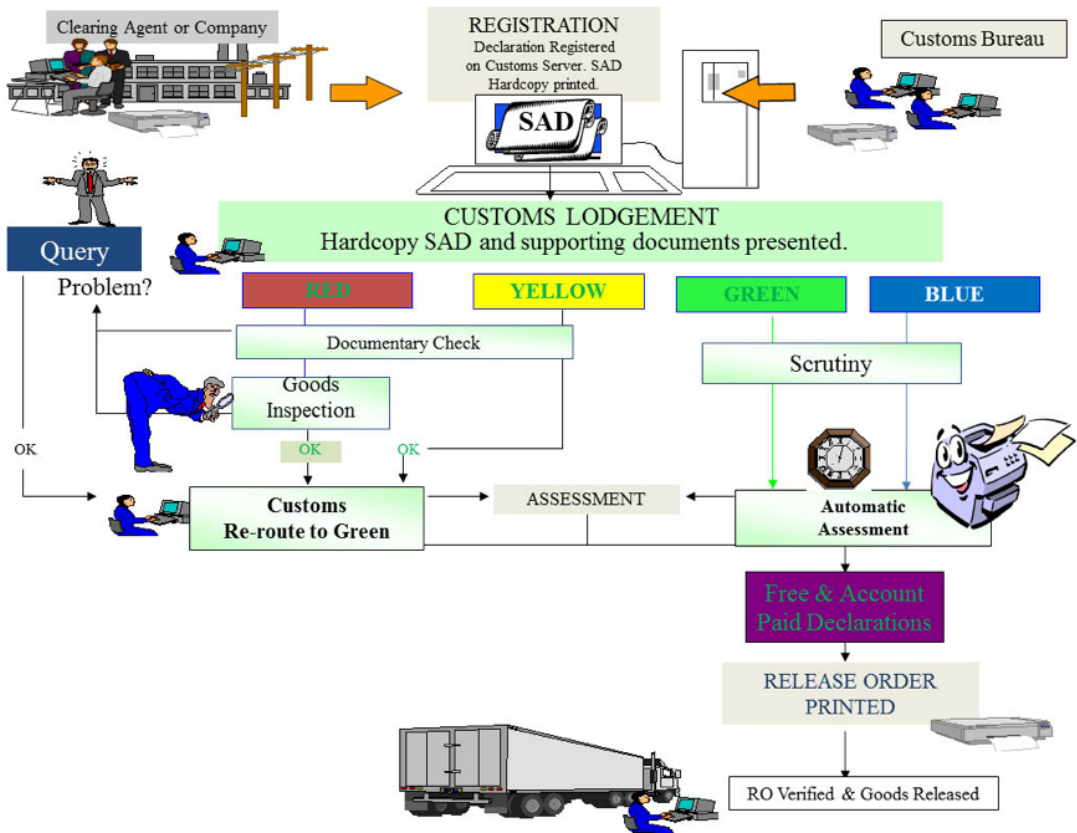 Clearing Agent or Company
REGISTRATION
Declaration Registered
on Customs Server. SAD
Hardcopy printed.
Customs Bureau
SAD
CUSTOMS LODGEMENT
Hardcopy SAD and supporting documents presented.
Query
Problem?
RED
YELLOW
GREEN
BLUE
Documentary Check
Scrutiny
Goods
Inspection
OK
OK
OK
Customs
Re-route to Green
ASSESSMENT
Automatic
Assessment
Free & Account
Paid Declarations
RELEASE ORDER
PRINTED
RO Verified & Goods Released